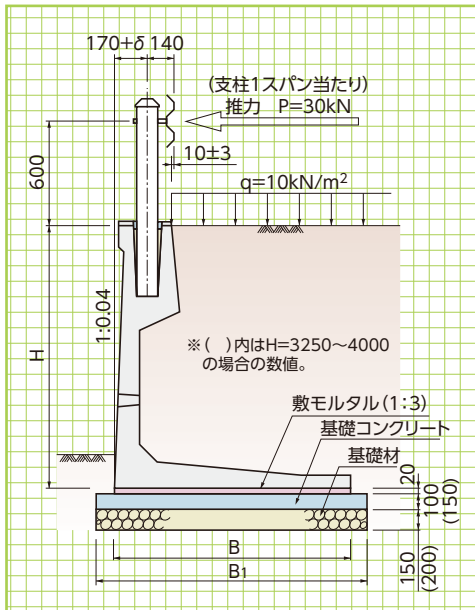 170+δ 140
(支柱1スパン当たり)
推力 P=30kN
10±3
600
q=10kN/m²
H
1:0.04
※( )内はH=3250〜4000
の場合の数値。
敷モルタル(1:3)
基礎コンクリート
基礎材
20
100
(150)
150
(200)
B
B1